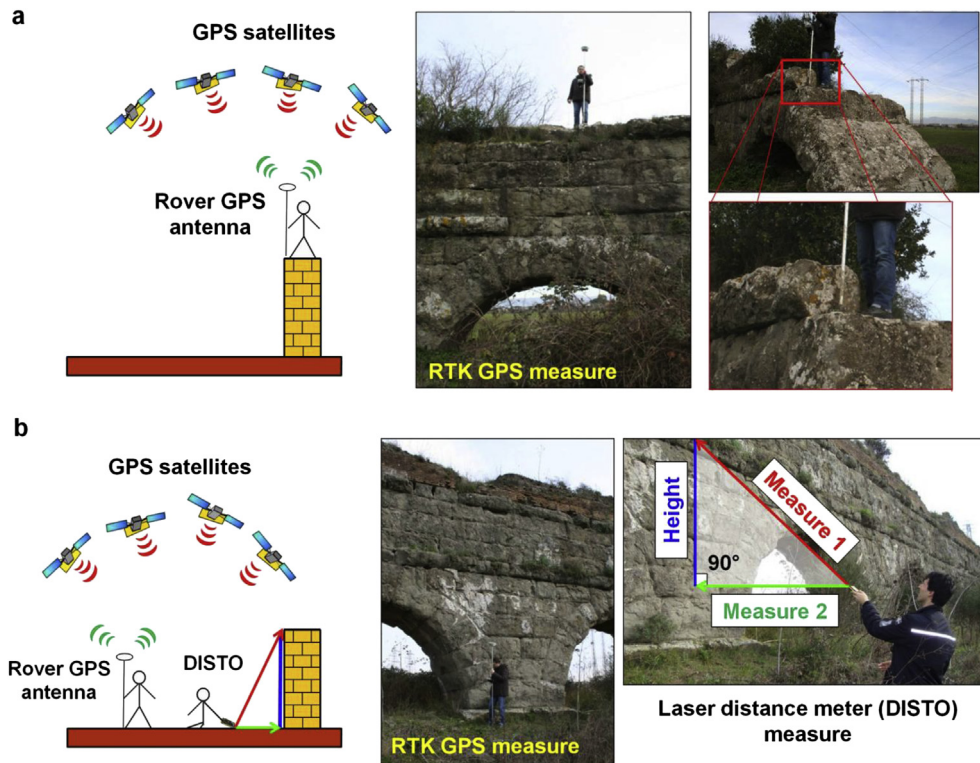 a
GPS satellites
Rover GPS
antenna
RTK GPS measure
b
GPS satellites
Rover GPS
antenna
DISTO
RTK GPS measure
Height
90°
Measure 1
Measure 2
Laser distance meter (DISTO)
measure